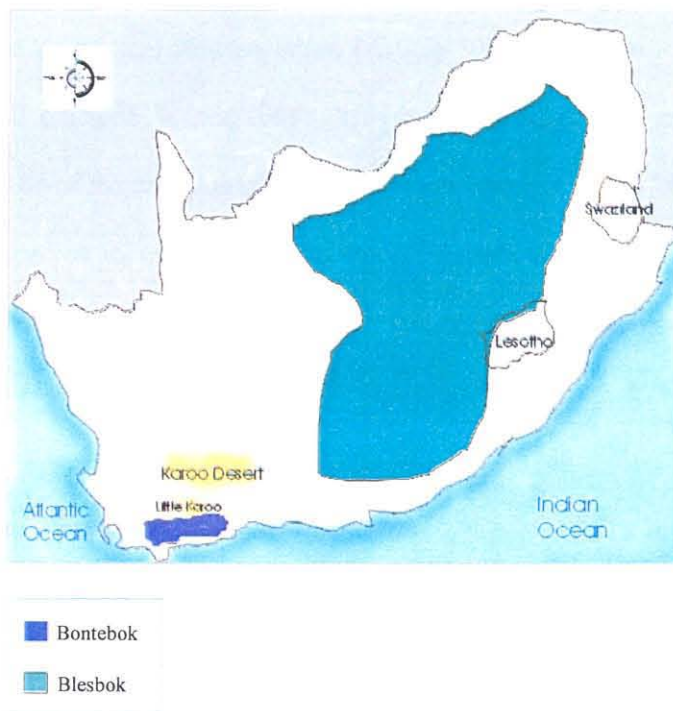 Swaziland
Lesotho
Karoo Desert
Little Karoo
Atlantic
Ocean
Indian
Ocean
Bontebok
Blesbok